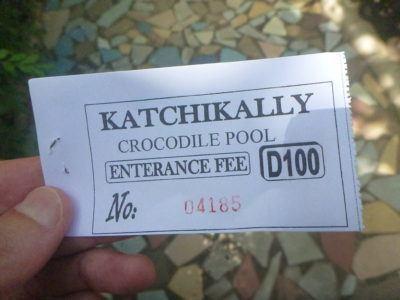 KATCHIKALLY
CROCODILE POOL
ENTERANCE FEE D100
No: 04185